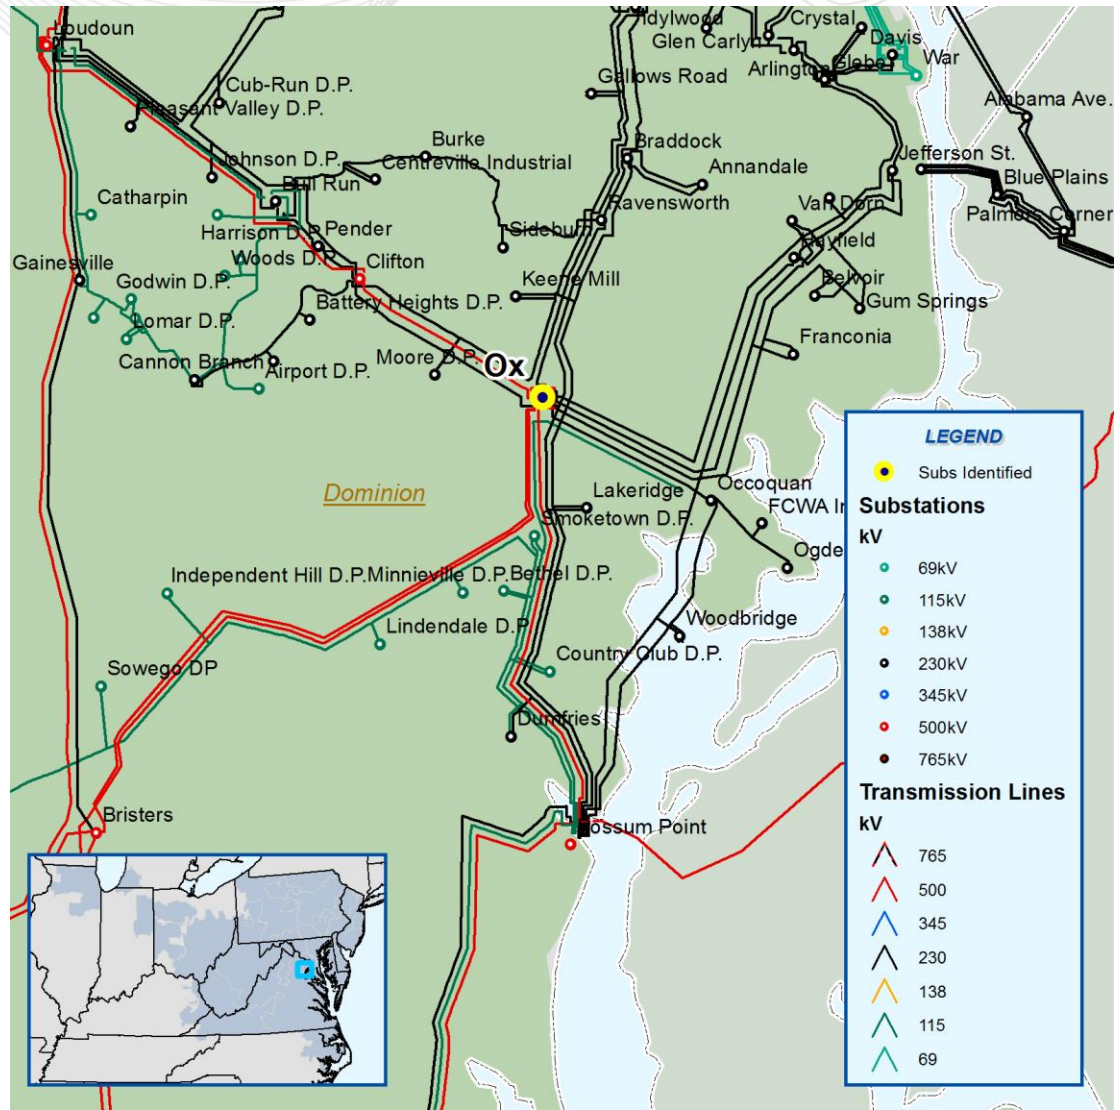 Loudoun
Idylwood
Crystal
Glen Carlyn
Davis
Arlington
Glebe
War
Cub-Run D.P.
Gallows Road
Pleasant Valley D.P.
Alabama Ave.
Burke
Braddock
Johnson D.P.
Centreville Industrial
Annandale
Jefferson St.
Bull Run
Catharpin
Blue Plains
Ravensworth
Van Dorn
Palmers Corner
Harrison D.P.
Pender
Sideburn
Hayfield
Gainesville
Woods D.P.
Clifton
Godwin D.P.
Keene Mill
Belvoir
Battery Heights D.P.
Gum Springs
Lomar D.P.
Franconia
Cannon Branch
Moore D.P.
Airport D.P.
Ox
Dominion
Lakeridge
Occoquan
FCWA
Smoketown D.P.
Ogde
Independent Hill D.P.
Minnieville D.P.
Bethel D.P.
Woodbridge
Lindendale D.P
Country Club D.P.
Sowego DP
Dumfries
Bristers
Possum Point
LEGEND
Subs Identified
Substations
kV
69kV
115kV
138kV
230kV
345kV
500kV
765kV
Transmission Lines
kV
765
500
345
230
138
115
69